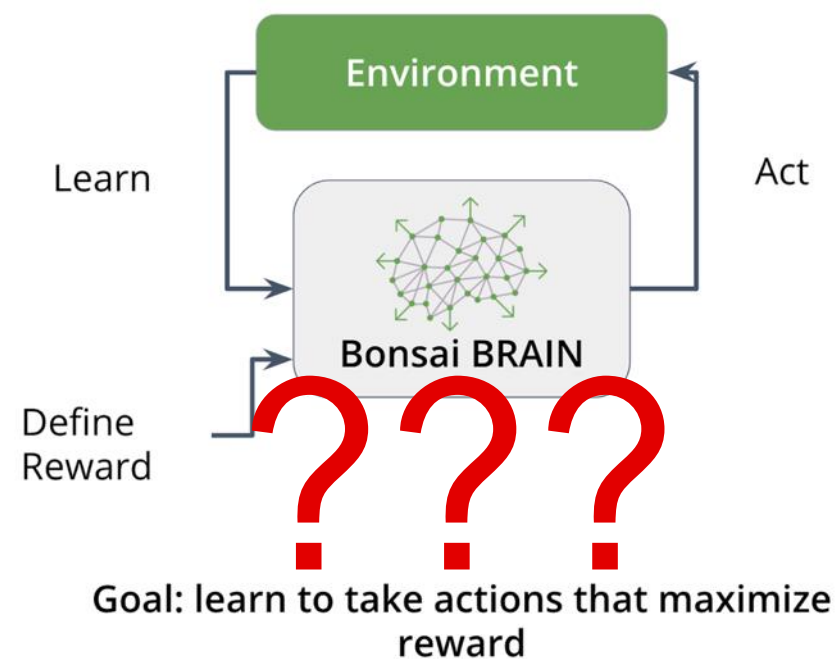 Environment
Learn
Act
Bonsai BRAIN
Define
Reward
???
Goal: learn to take actions that maximize
reward